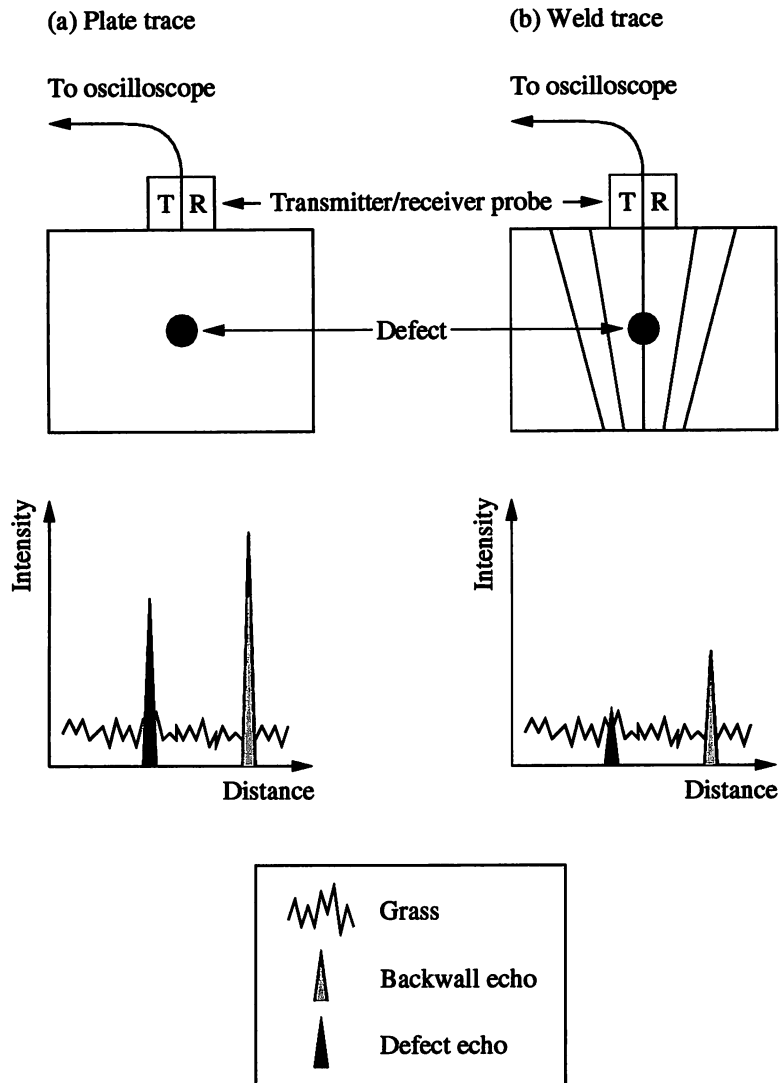 (a) Plate trace
(b) Weld trace
To oscilloscope
To oscilloscope
T R
Transmitter/receiver probe
T R
Defect
Intensity
Distance
Intensity
Distance
Grass
Backwall echo
Defect echo